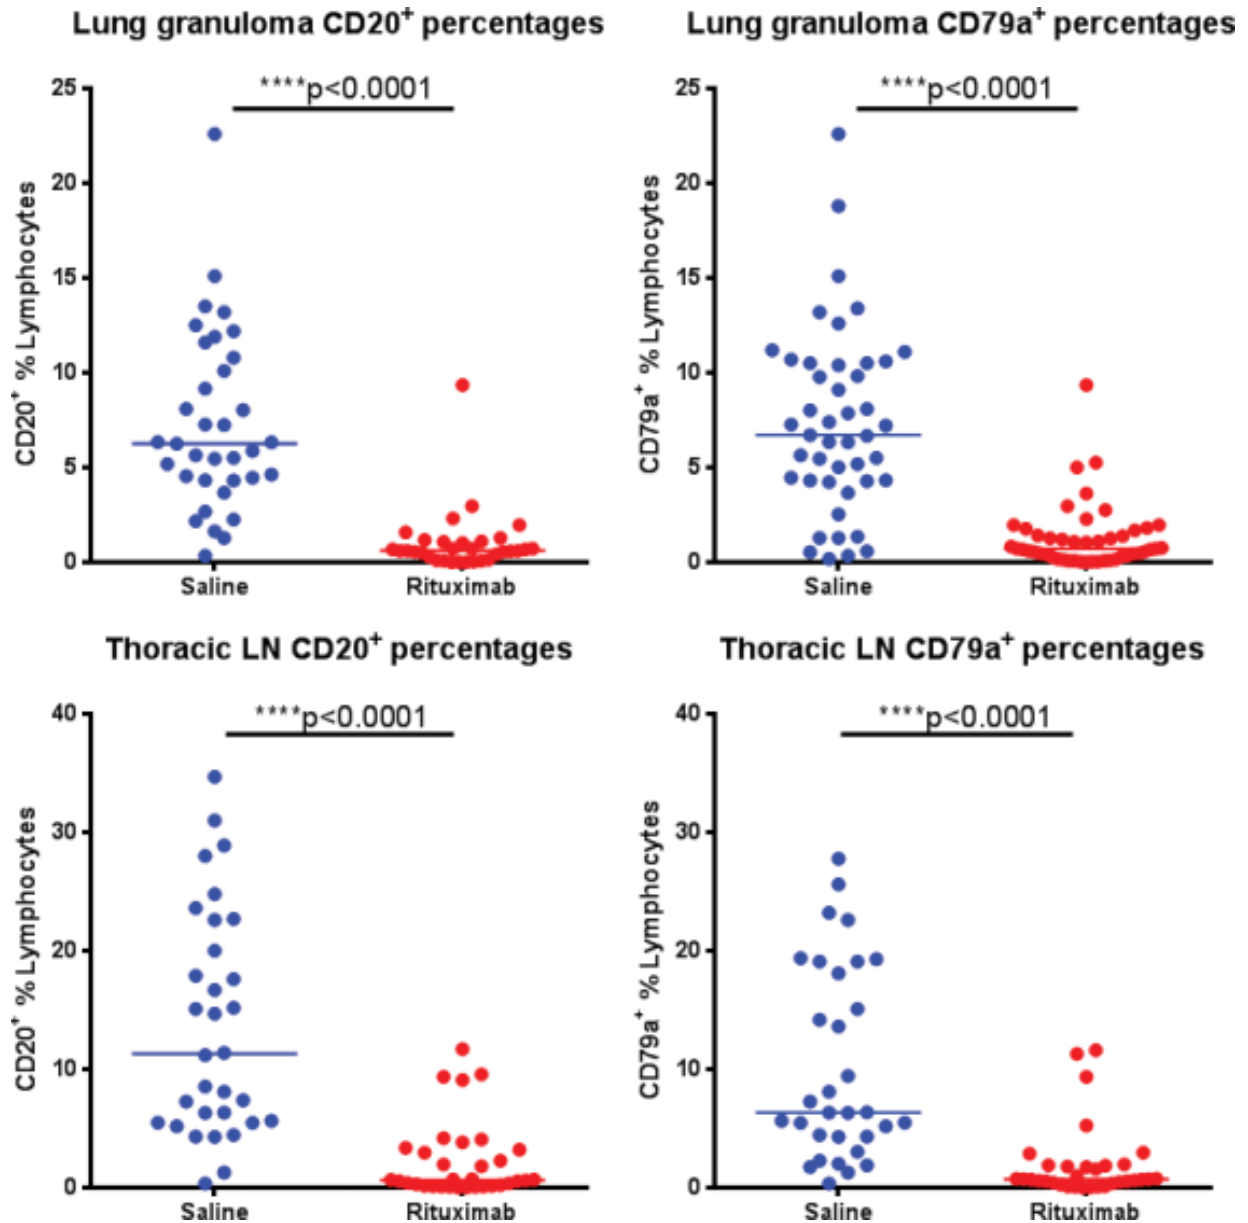 Lung granuloma CD20⁺ percentages
****p<0.0001
CD20⁺ % Lymphocytes
25
20
15
10
5
0
Saline
Rituximab
Lung granuloma CD79a⁺ percentages
****p<0.0001
CD79a⁺ % Lymphocytes
25
20
15
10
5
0
Saline
Rituximab
Thoracic LN CD20⁺ percentages
****p<0.0001
CD20⁺ % Lymphocytes
40
30
20
10
0
Saline
Rituximab
Thoracic LN CD79a⁺ percentages
****p<0.0001
CD79a⁺ % Lymphocytes
40
30
20
10
0
Saline
Rituximab